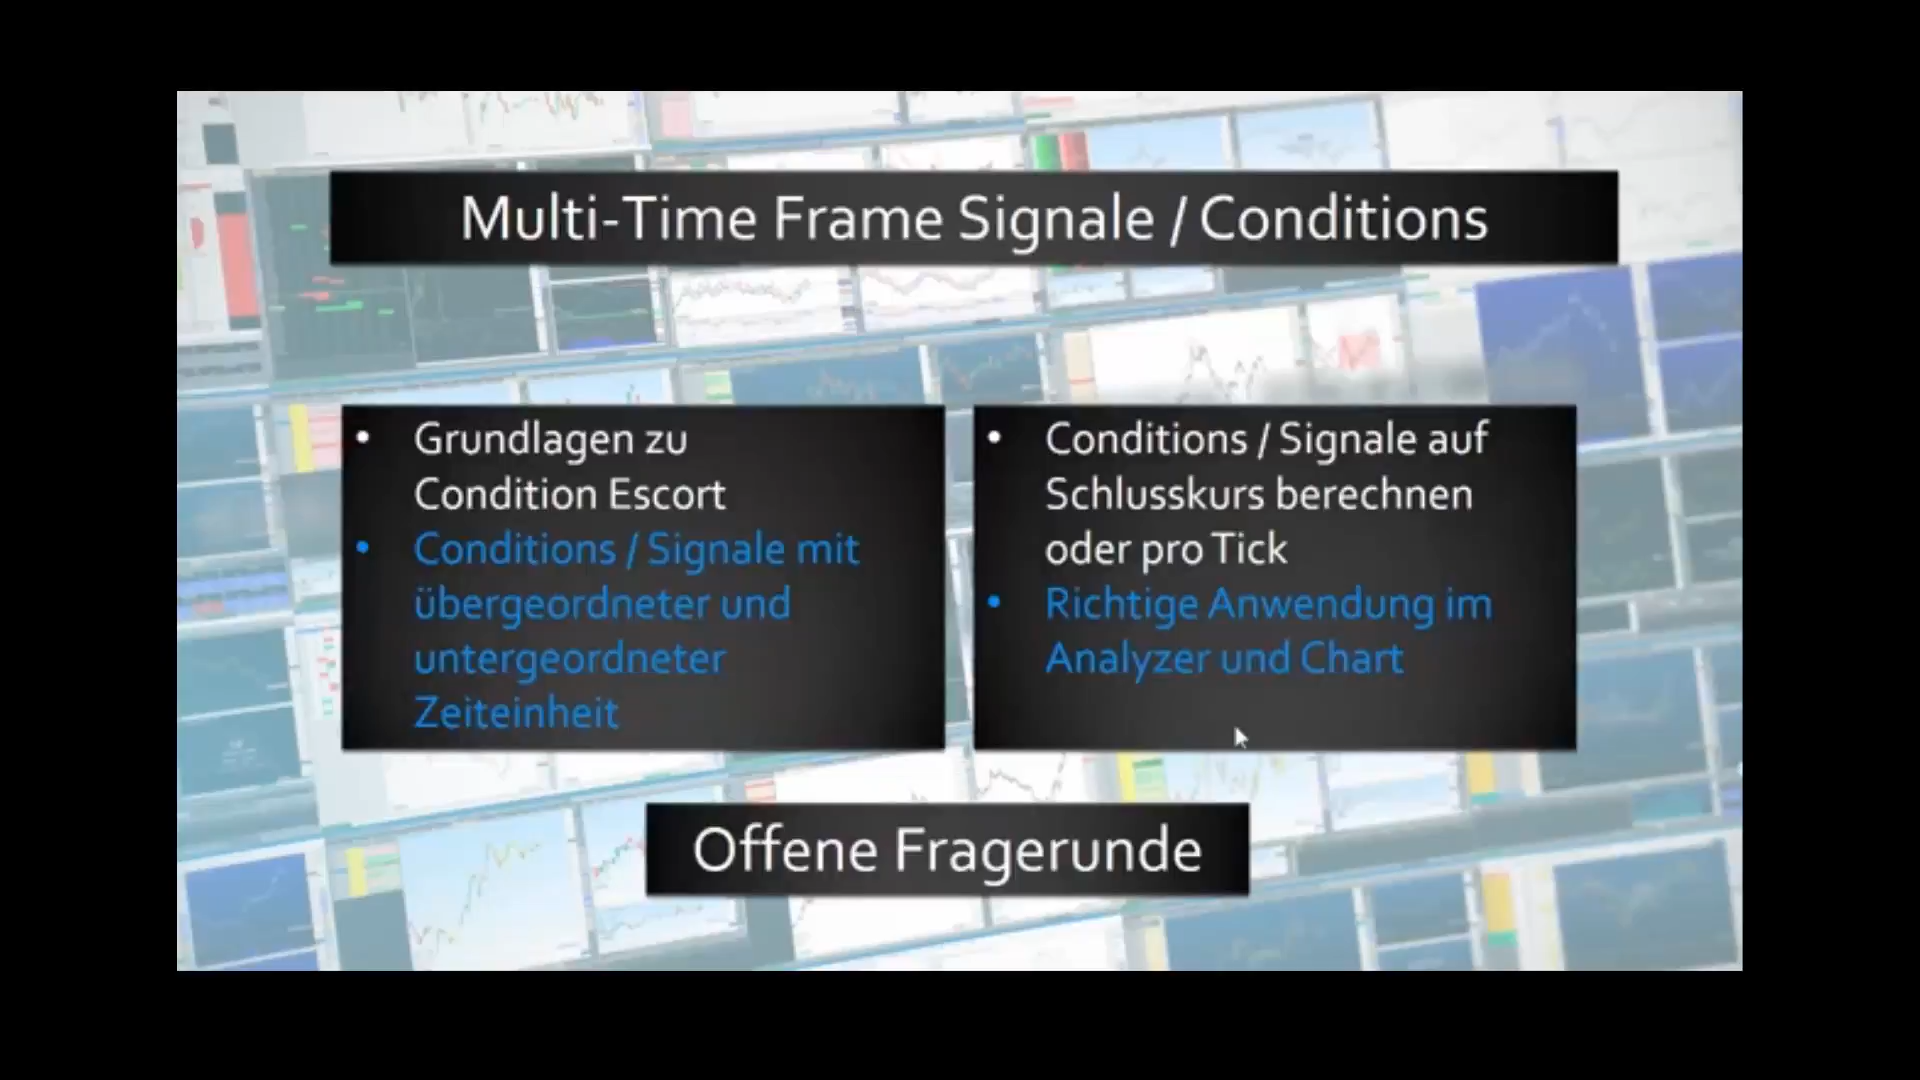 Multi-Time Frame Signale / Conditions
• Grundlagen zu
Condition Escort
• Conditions / Signale mit
übergeordneter und
untergeordneter
Zeiteinheit
• Conditions / Signale auf
Schlusskurs berechnen
oder pro Tick
• Richtige Anwendung im
Analyzer und Chart
Offene Fragerunde